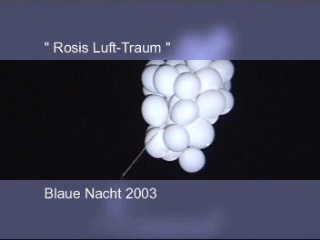 " Rosis Luft-Traum "
Blaue Nacht 2003